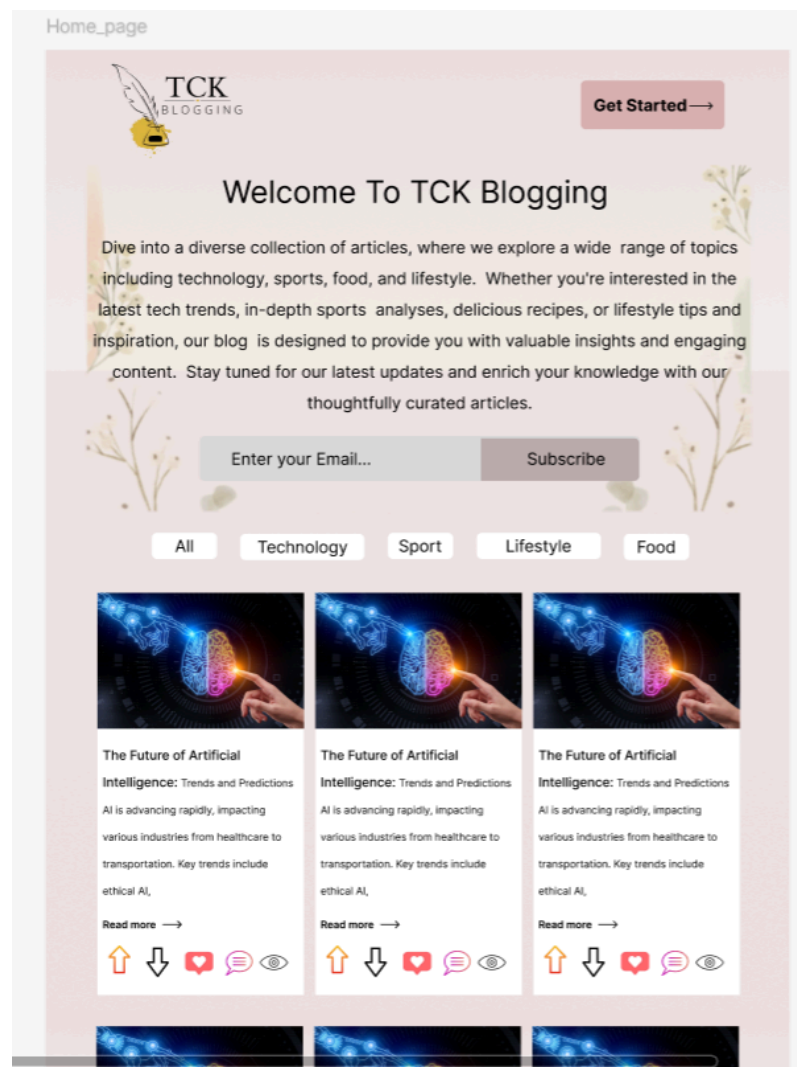 Home_page
TCK
BLOGGING
Get Started
Welcome To TCK Blogging
Dive into a diverse collection of articles, where we explore a wide range of topics
including technology, sports, food, and lifestyle. Whether you're interested in the
latest tech trends, in-depth sports analyses, delicious recipes, or lifestyle tips and
inspiration, our blog is designed to provide you with valuable insights and engaging
content. Stay tuned for our latest updates and enrich your knowledge with our
thoughtfully curated articles.
Enter your Email... Subscribe
All Technology Sport Lifestyle Food
The Future of Artificial
Intelligence: Trends and Predictions
AI is advancing rapidly, impacting
various industries from healthcare to
transportation. Key trends include
ethical AI,
Read more
The Future of Artificial
Intelligence: Trends and Predictions
AI is advancing rapidly, impacting
various industries from healthcare to
transportation. Key trends include
ethical AI,
Read more
The Future of Artificial
Intelligence: Trends and Predictions
AI is advancing rapidly, impacting
various industries from healthcare to
transportation. Key trends include
ethical AI,
Read more